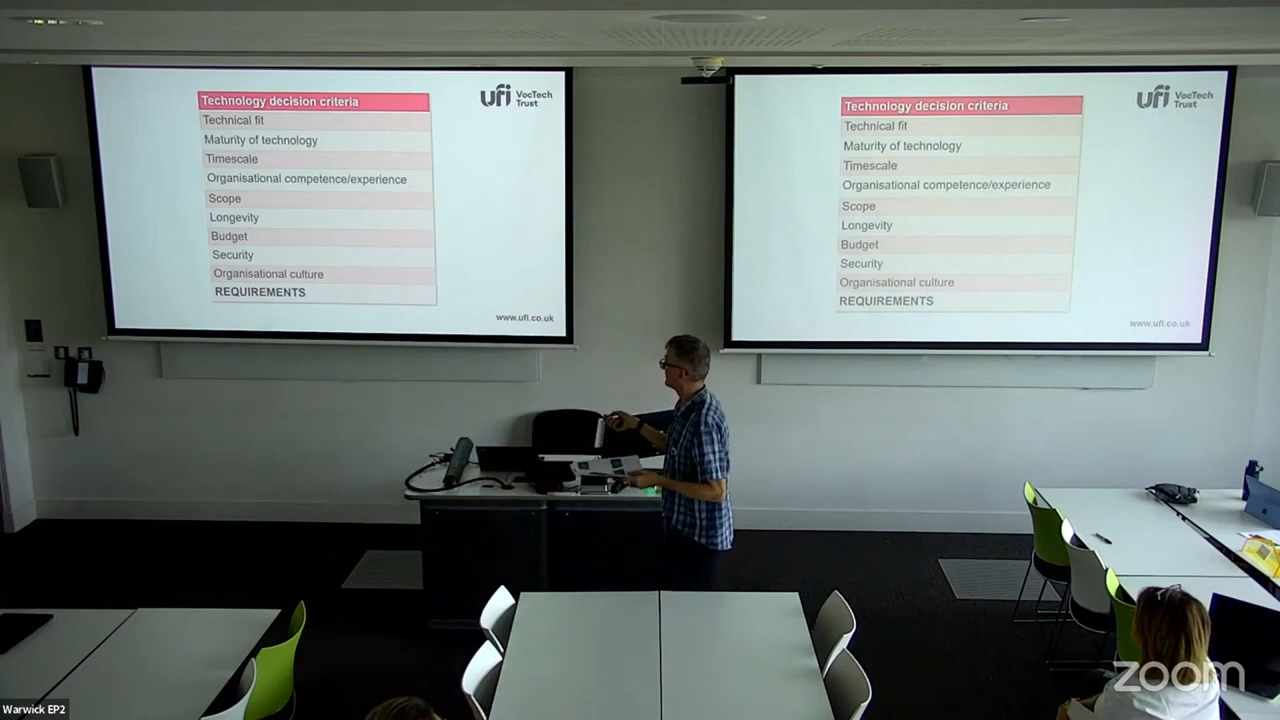 Technology decision criteria
Technical fit
Maturity of technology
Timescale
Organisational competence/experience
Scope
Longevity
Budget
Security
Organisational culture
REQUIREMENTS
ufi VocTech
Trust
www.ufi.co.uk
Technology decision criteria
Technical fit
Maturity of technology
Timescale
Organisational competence/experience
Scope
Longevity
Budget
Security
Organisational culture
REQUIREMENTS
ufi VocTech
Trust
www.ufi.co.uk
Warwick EP2
zoom